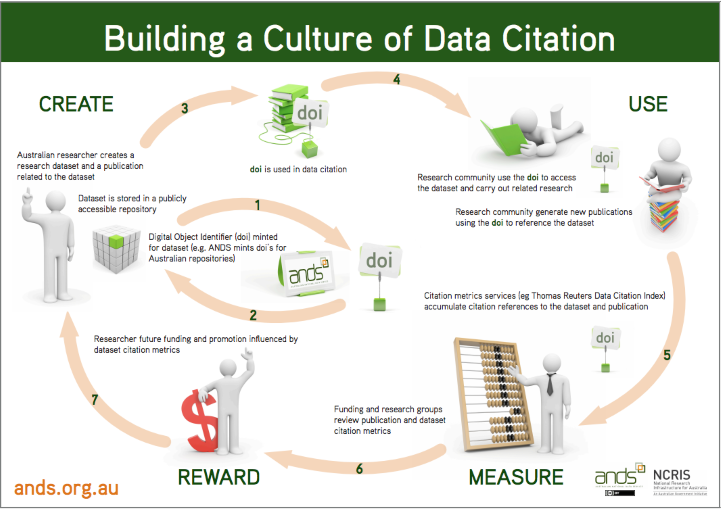 Building a Culture of Data Citation
CREATE
3
4
USE
doi
doi is used in data citation
Australian researcher creates a
research dataset and a publication
related to the dataset
Dataset is stored in a publicly
accessible repository
1
Digital Object Identifier (doi) minted
for dataset (e.g. ANDS mints doi's for
Australian repositories)
ands
doi
2
doi
Research community use the doi to access
the dataset and carry out related research
Research community generate new publications
using the doi to reference the dataset
Citation metrics services (eg Thomas Reuters Data Citation Index)
accumulate citation references to the dataset and publication
doi
5
Researcher future funding and promotion influenced by
dataset citation metrics
7
$
Funding and research groups
review publication and dataset
citation metrics
6
REWARD
MEASURE
ands.org.au
ands
NCRIS
National Research
Infrastructure for Australia
An Australian Government Initiative